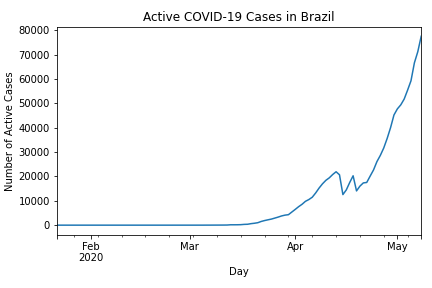 Active COVID-19 Cases in Brazil
Number of Active Cases
80000
70000
60000
50000
40000
30000
20000
10000
0
Feb
2020
Mar
Apr
May
Day